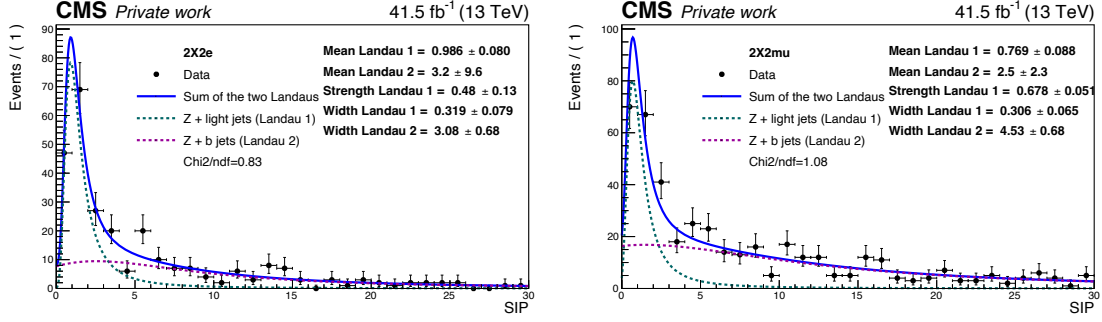 CMS Private work 41.5 fb⁻¹ (13 TeV)
Events / ( 1 )
90
80
70
60
50
40
30
20
10
0
2X2e
Data
Sum of the two Landaus
Z + light jets (Landau 1)
Z + b jets (Landau 2)
Chi2/ndf=0.83
Mean Landau 1 = 0.986 ± 0.080
Mean Landau 2 = 3.2 ± 9.6
Strength Landau 1 = 0.48 ± 0.13
Width Landau 1 = 0.319 ± 0.079
Width Landau 2 = 3.08 ± 0.68
0 5 10 15 20 25 30
SIP
CMS Private work 41.5 fb⁻¹ (13 TeV)
Events / ( 1 )
100
80
60
40
20
0
2X2mu
Data
Sum of the two Landaus
Z + light jets (Landau 1)
Z + b jets (Landau 2)
Chi2/ndf=1.08
Mean Landau 1 = 0.769 ± 0.088
Mean Landau 2 = 2.5 ± 2.3
Strength Landau 1 = 0.678 ± 0.051
Width Landau 1 = 0.306 ± 0.065
Width Landau 2 = 4.53 ± 0.68
0 5 10 15 20 25 30
SIP